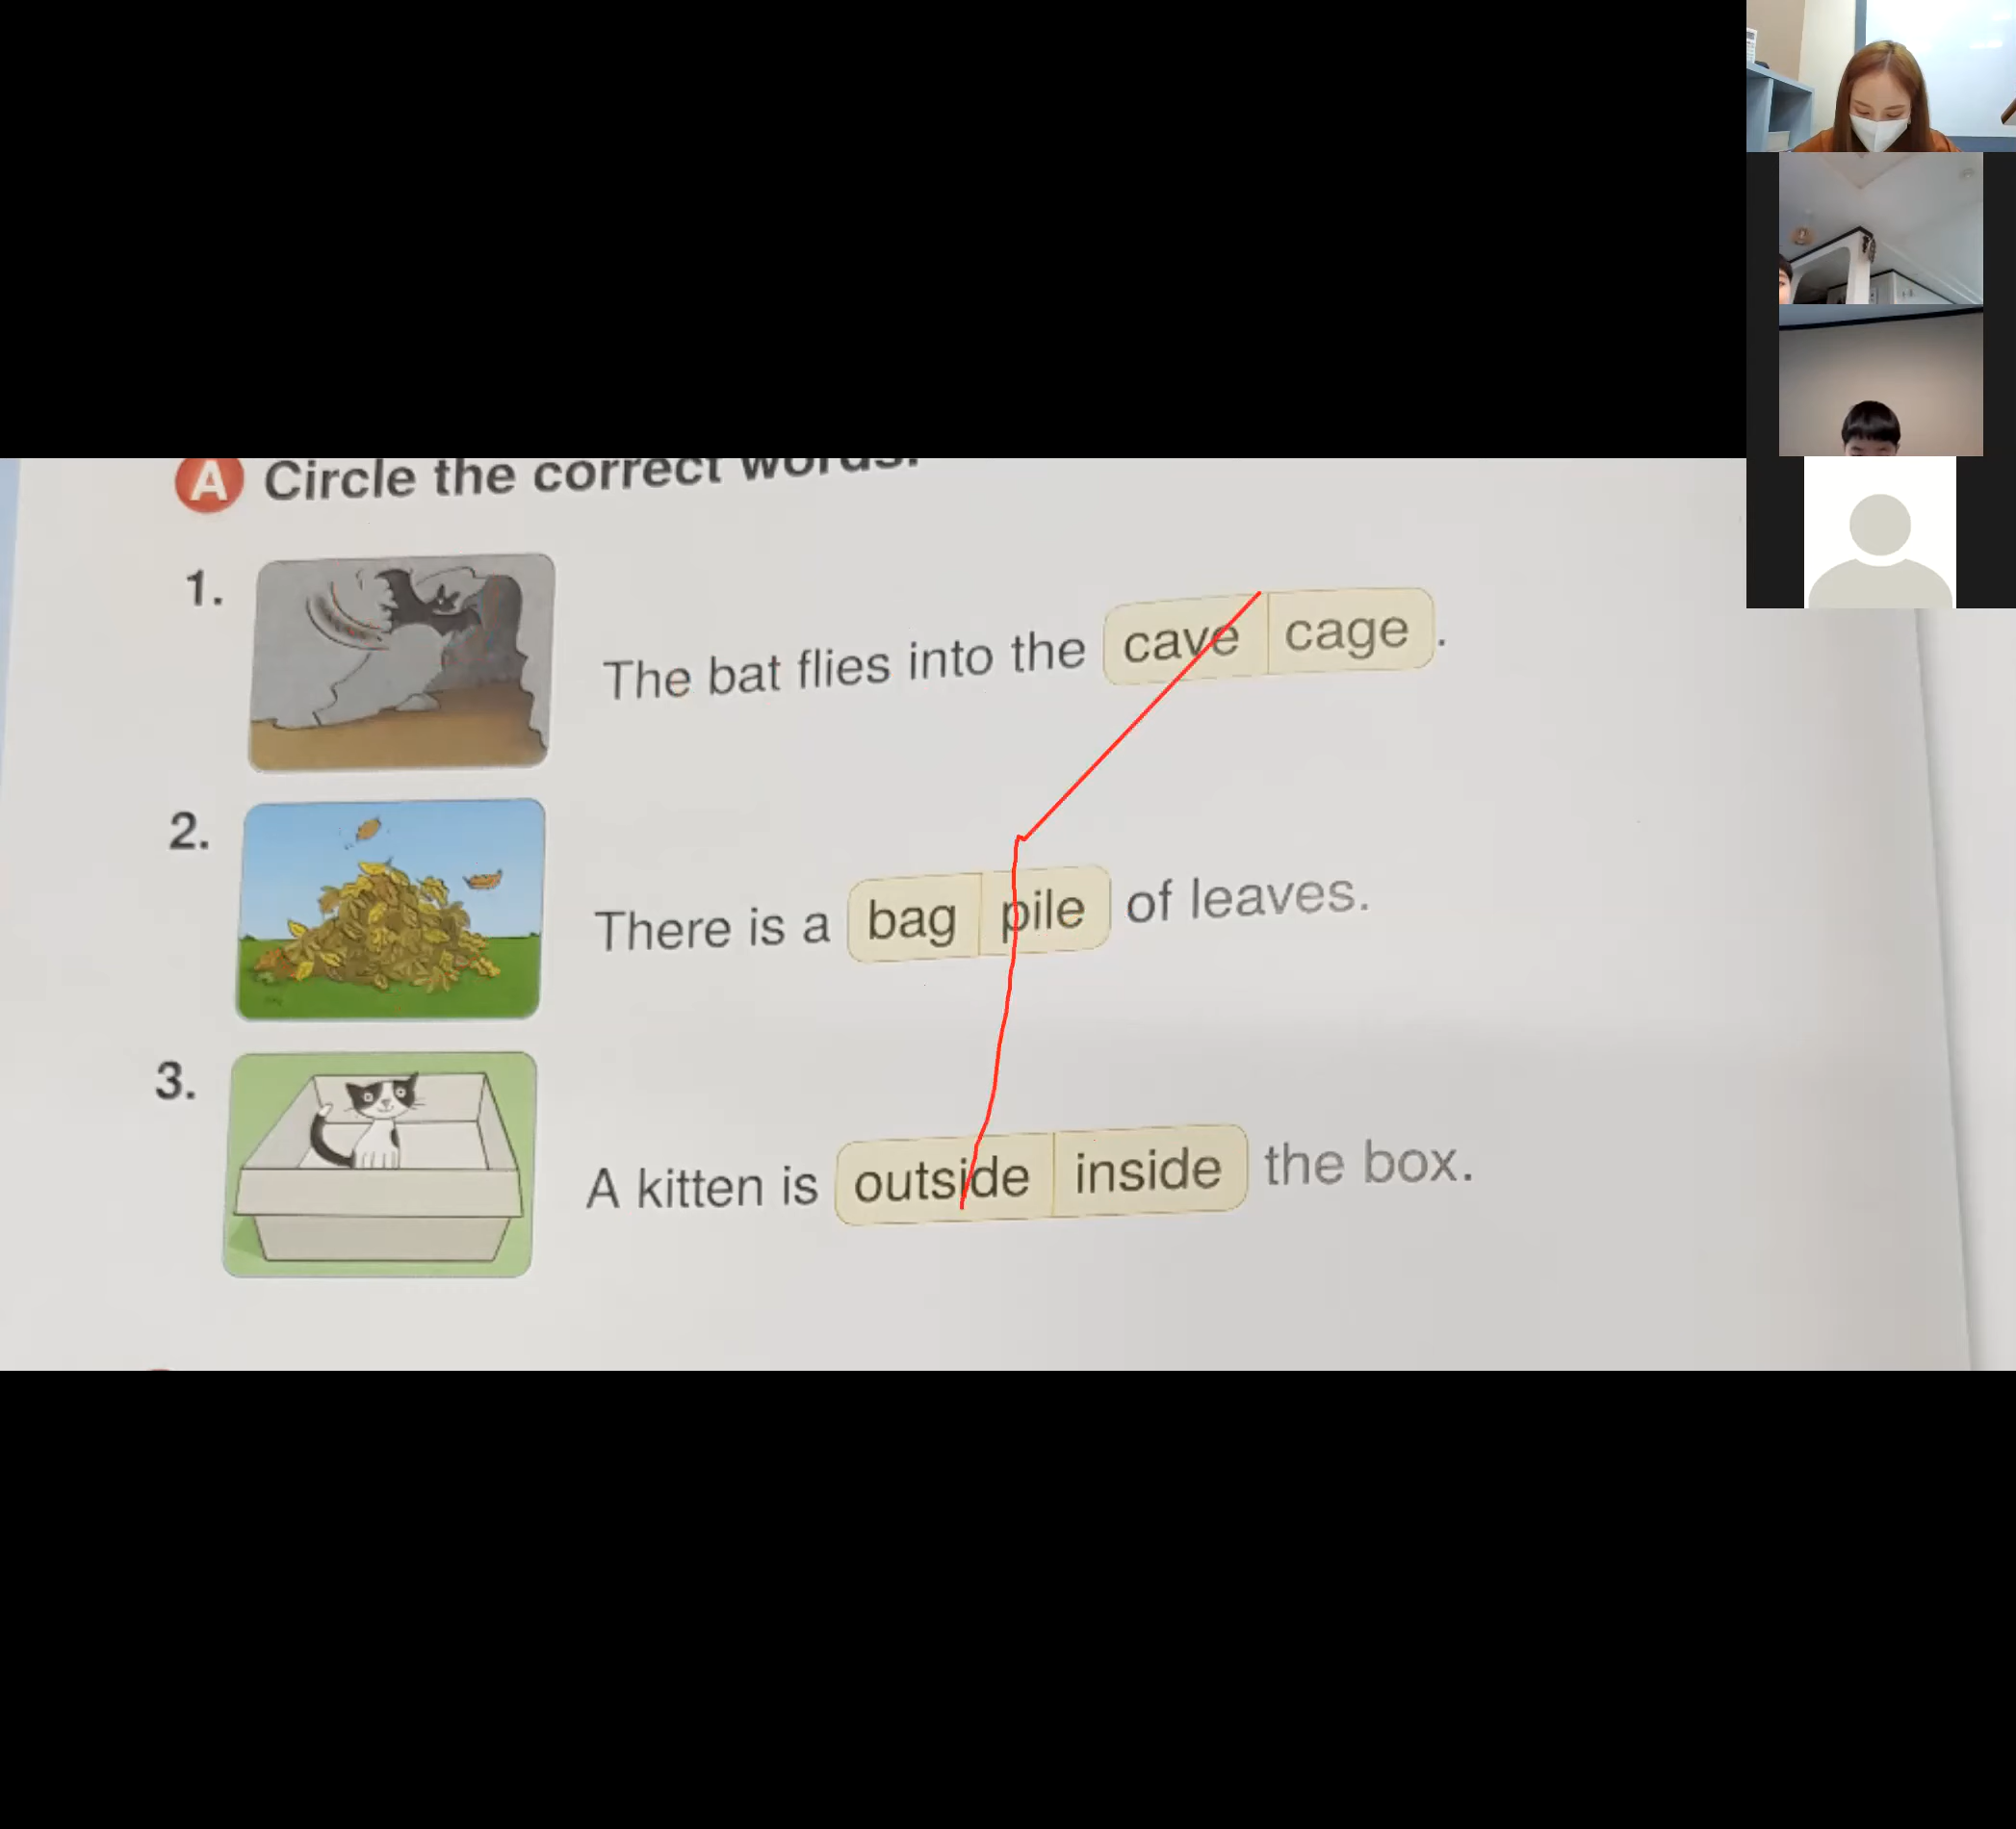 A Circle the correct words.
1. The bat flies into the cave cage.
2. There is a bag pile of leaves.
3. A kitten is outside inside the box.